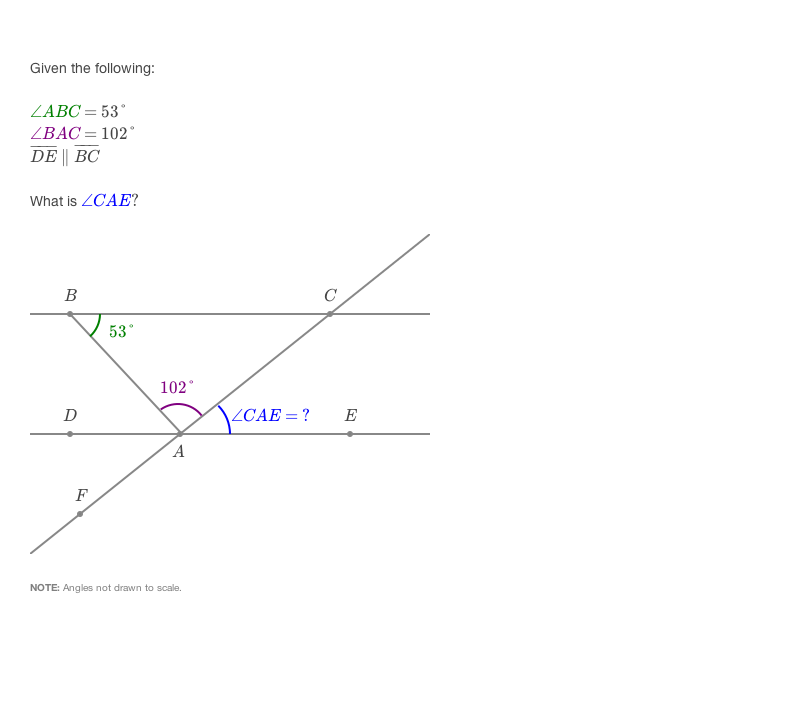 Given the following:
∠ABC = 53°
∠BAC = 102°
DE ∥ BC
What is ∠CAE?
B
C
53°
102°
D
∠CAE = ?
E
A
F
NOTE: Angles not drawn to scale.